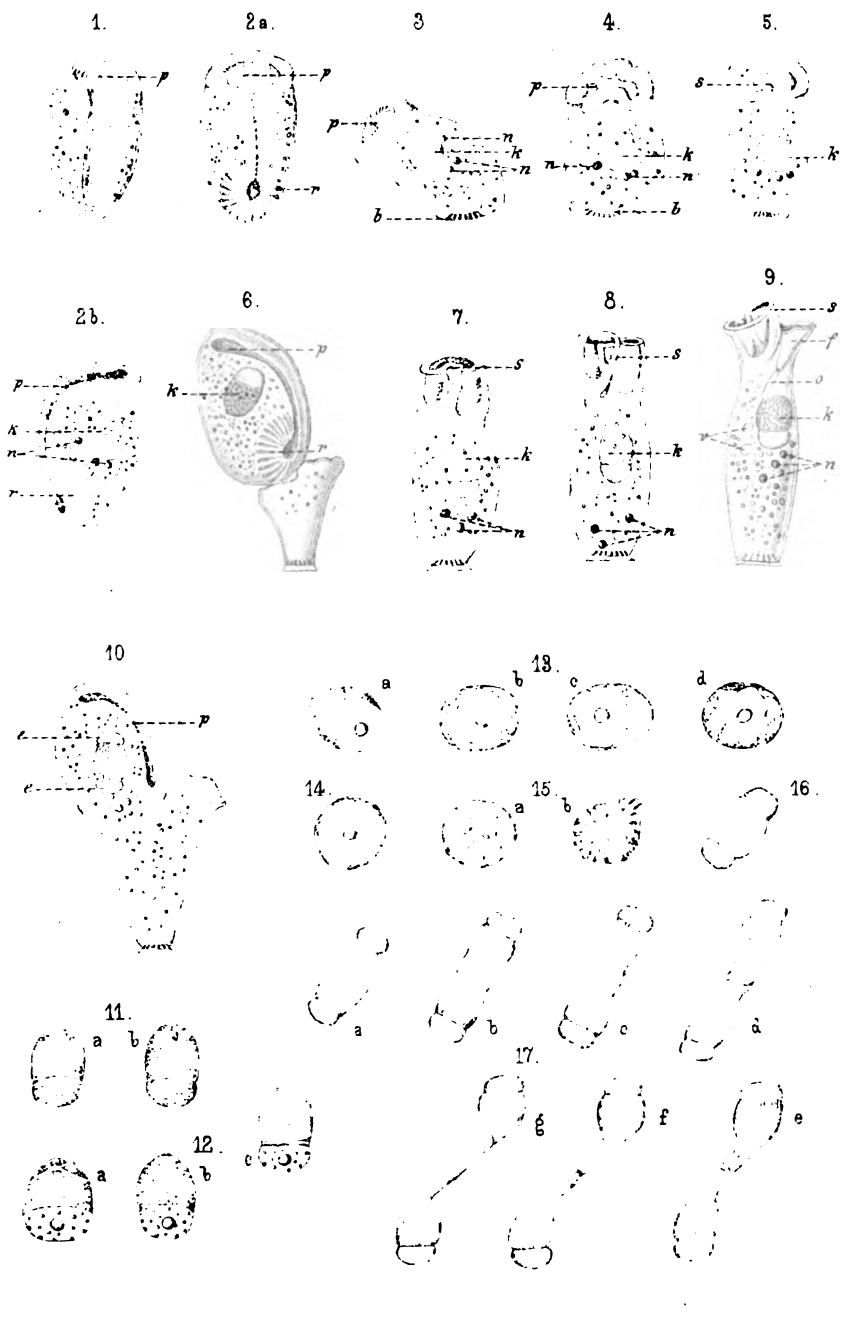 1. 2a. 3 4. 5.
p p p n k n b p n k n b s k
r
2b. 6. 7. 8. 9.
p k n r
p k r
s k n
s k n
s f o k v n
10
p e
11. a b
12. a b c
13. a b c d
14. 15. a b 16.
a b c d
17.
g f e